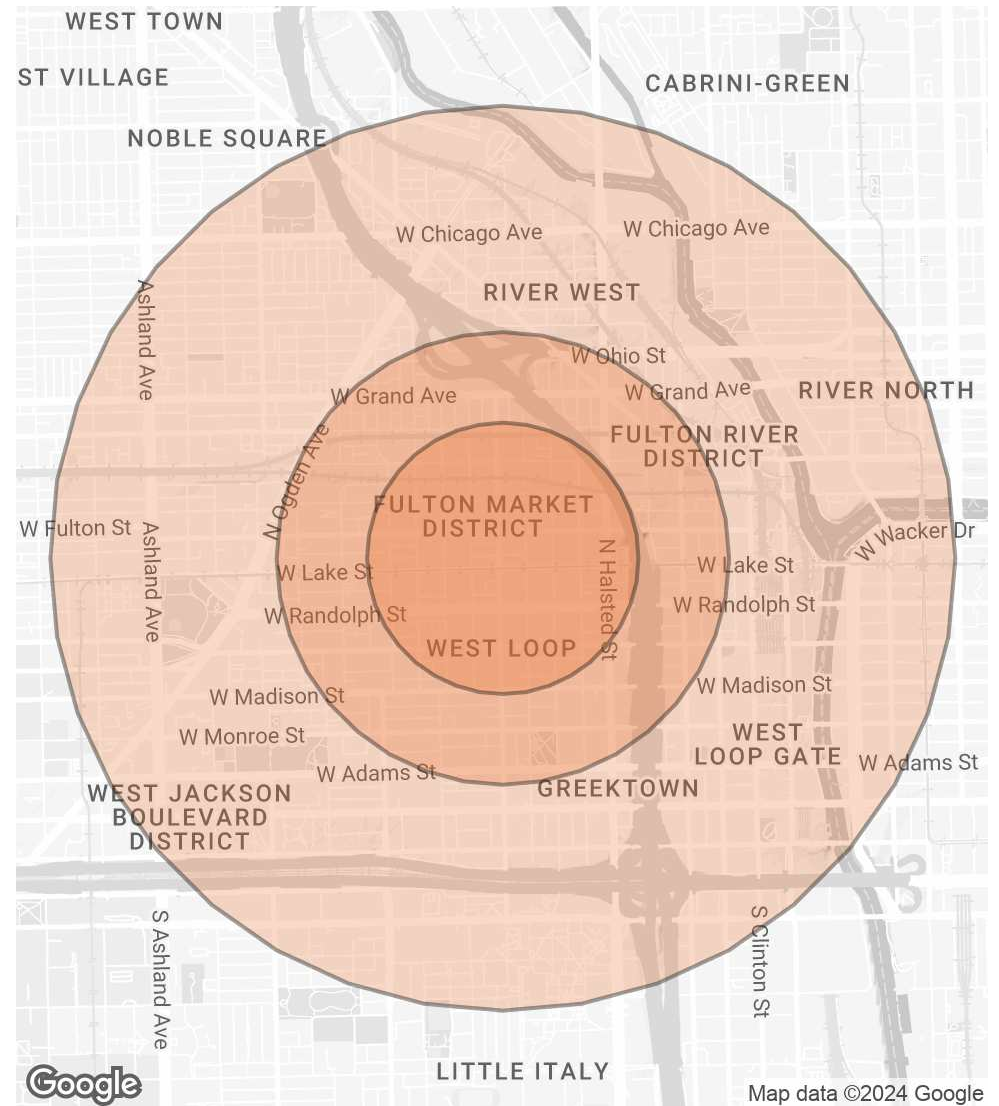 WEST TOWN
ST VILLAGE
CABRINI-GREEN
NOBLE SQUARE
W Chicago Ave
W Chicago Ave
RIVER WEST
Ashland Ave
W Ohio St
W Grand Ave
W Grand Ave
RIVER NORTH
N Ogden Ave
FULTON RIVER
DISTRICT
FULTON MARKET
DISTRICT
W Fulton St
W Wacker Dr
Ashland Ave
N Halsted St
W Lake St
W Lake St
W Randolph St
W Randolph St
WEST LOOP
W Madison St
W Madison St
W Monroe St
WEST
LOOP GATE
W Adams St
W Adams St
GREEKTOWN
WEST JACKSON
BOULEVARD
DISTRICT
S Ashland Ave
S Clinton St
LITTLE ITALY
Google
Map data ©2024 Google